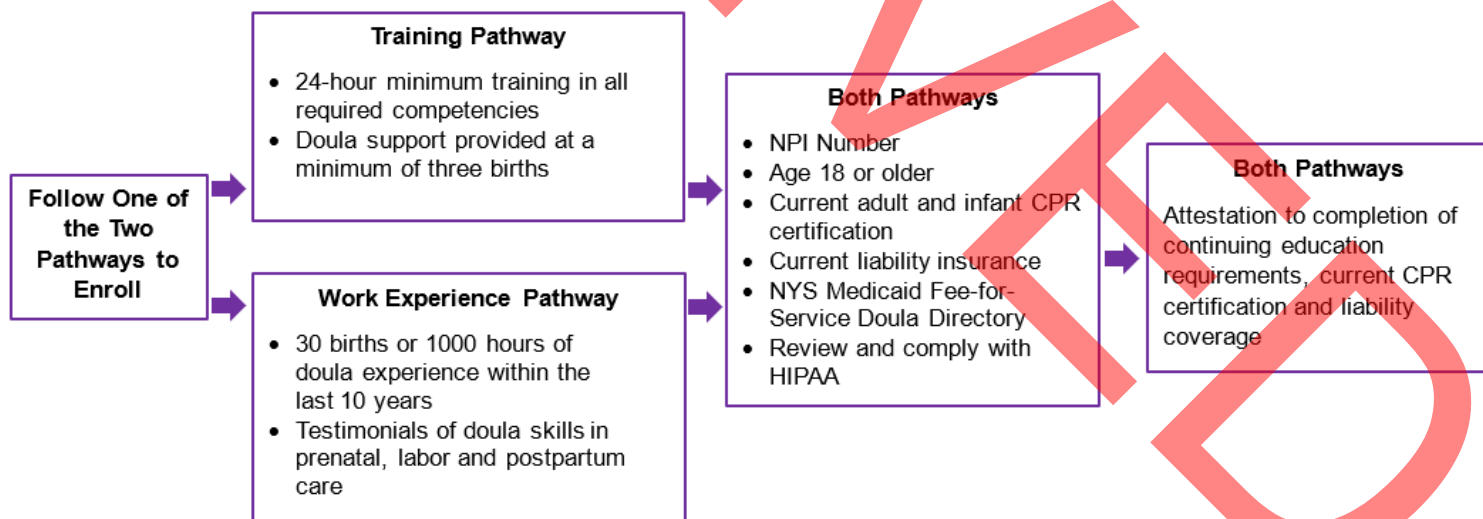 Follow One of
the Two
Pathways to
Enroll
Training Pathway
• 24-hour minimum training in all
required competencies
• Doula support provided at a
minimum of three births
Work Experience Pathway
• 30 births or 1000 hours of
doula experience within the
last 10 years
• Testimonials of doula skills in
prenatal, labor and postpartum
care
Both Pathways
• NPI Number
• Age 18 or older
• Current adult and infant CPR
certification
• Current liability insurance
• NYS Medicaid Fee-for-
Service Doula Directory
• Review and comply with
HIPAA
Both Pathways
Attestation to completion of
continuing education
requirements, current CPR
certification and liability
coverage